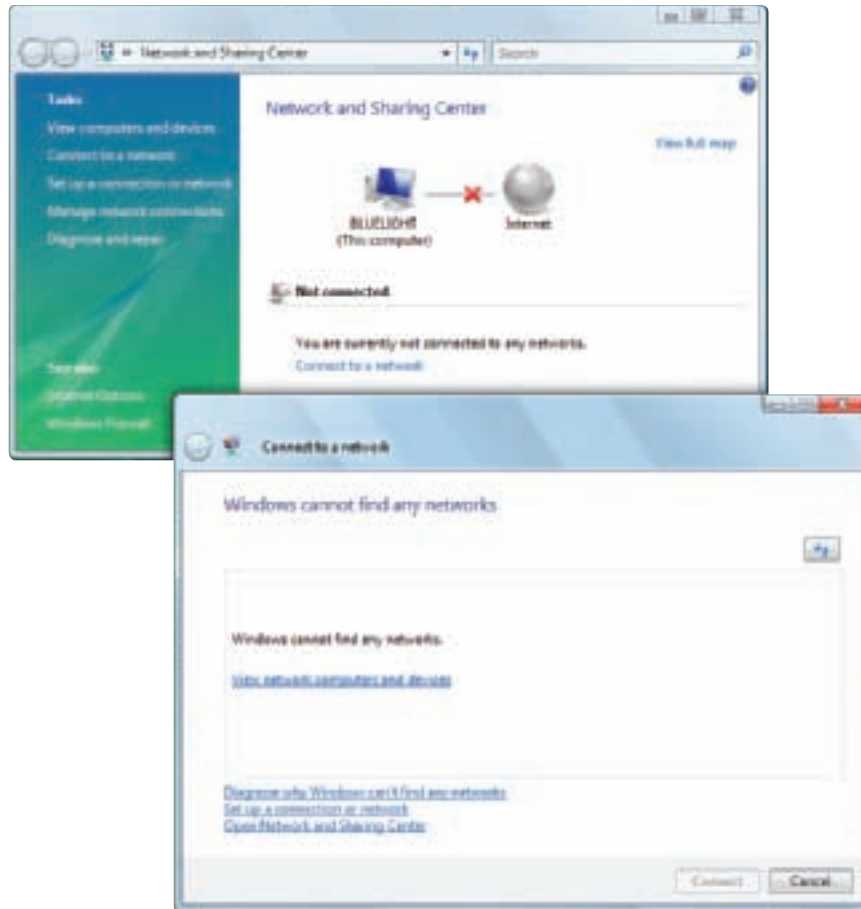 Network and Sharing Center
Search
Tasks
View computers and devices
Connect to a network
Set up a connection or network
Manage network connections
Diagnose and repair
See also
Internet Options
Windows Firewall
Network and Sharing Center
View full map
BLUELIGHT
(This computer)
Internet
Not connected
You are currently not connected to any networks.
Connect to a network
Connect to a network
Windows cannot find any networks
Windows cannot find any networks.
View network computers and devices
Diagnose why Windows can't find any networks
Set up a connection or network
Open Network and Sharing Center
Connect
Cancel